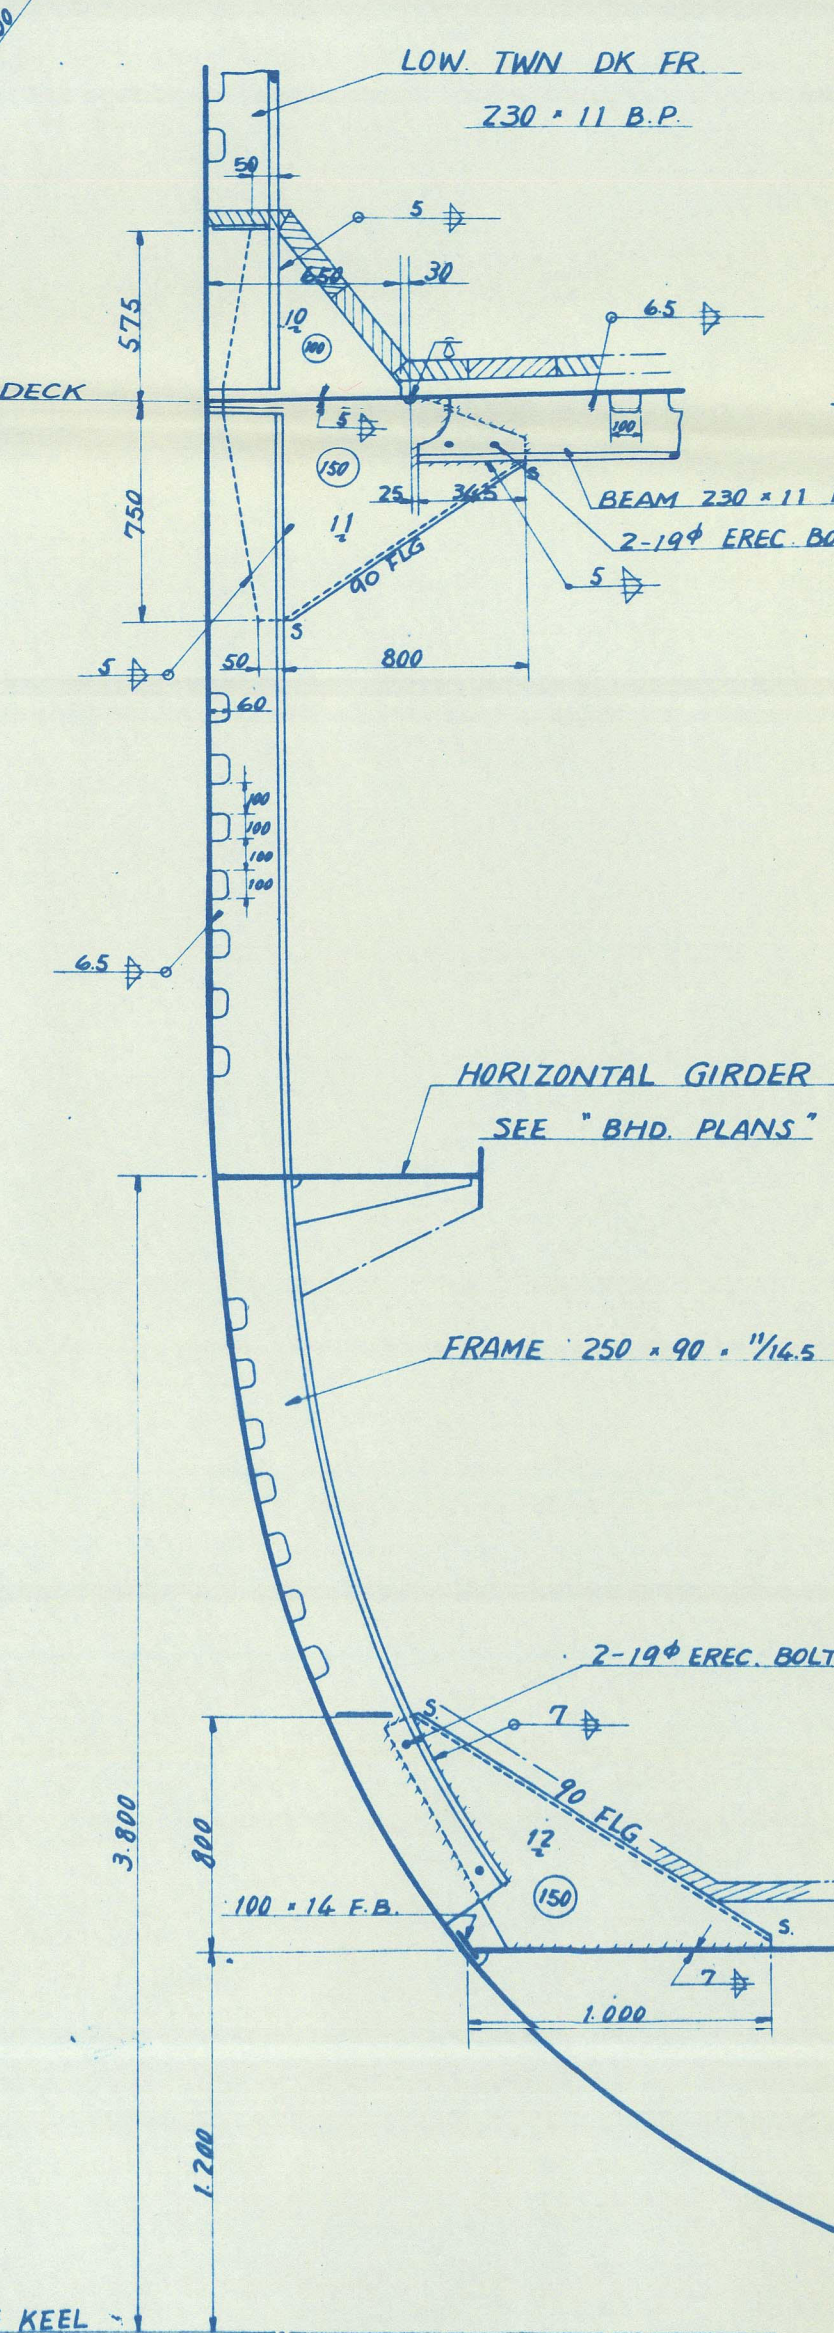 LOW. TWN DK FR.
230 × 11 B.P.
50
5
650
30
575
10
100
6.5
DECK
5
100
150
750
25
345
S
BEAM 230 × 11
11
2-19φ EREC. BO
90 FLG
5
S
5
50
800
60
100
100
100
100
6.5
HORIZONTAL GIRDER
SEE "BHD. PLANS"
FRAME 250 × 90 × 11/14.5
2-19φ EREC. BOLT
S.
7
90 FLG
3.800
800
12
150
100 × 14 F.B.
S.
7
1.000
1.200
KEEL